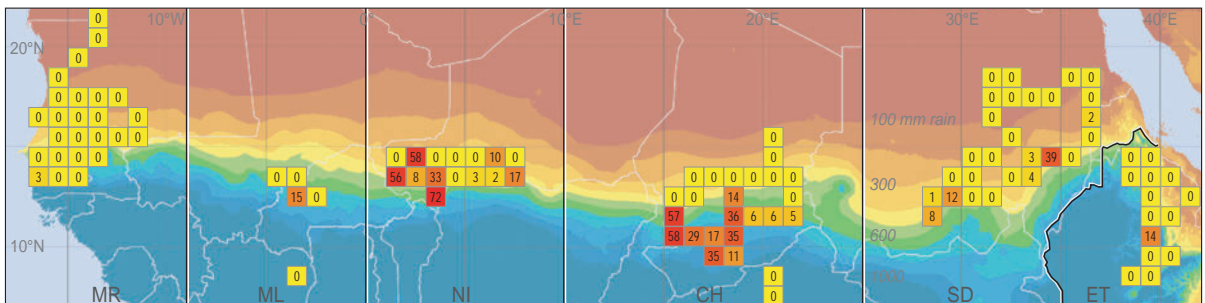 10°W 0 0° 10°E 20°E 30°E 40°E
0
20°N 0
0 0 0 0 0
0 0 0 0 0 0 0 0 0
0 0 0 0 0 100 mm rain 0 2
0 0 0 0 0 0 0 0
0 0 0 0 0 58 0 0 0 10 0 0 0 0 3 39 0 0 0
3 0 0 0 0 56 8 33 0 3 2 17 0 0 0 0 0 0 300 0 0 0 4 0 0 0
15 0 72 0 0 14 0 1 12 0 0 0 0
57 36 6 6 5 8 0 0
58 29 17 35 600 14
10°N
35 11 0 0
0 0 1000 0 0
MR ML NI CH 0 SD ET